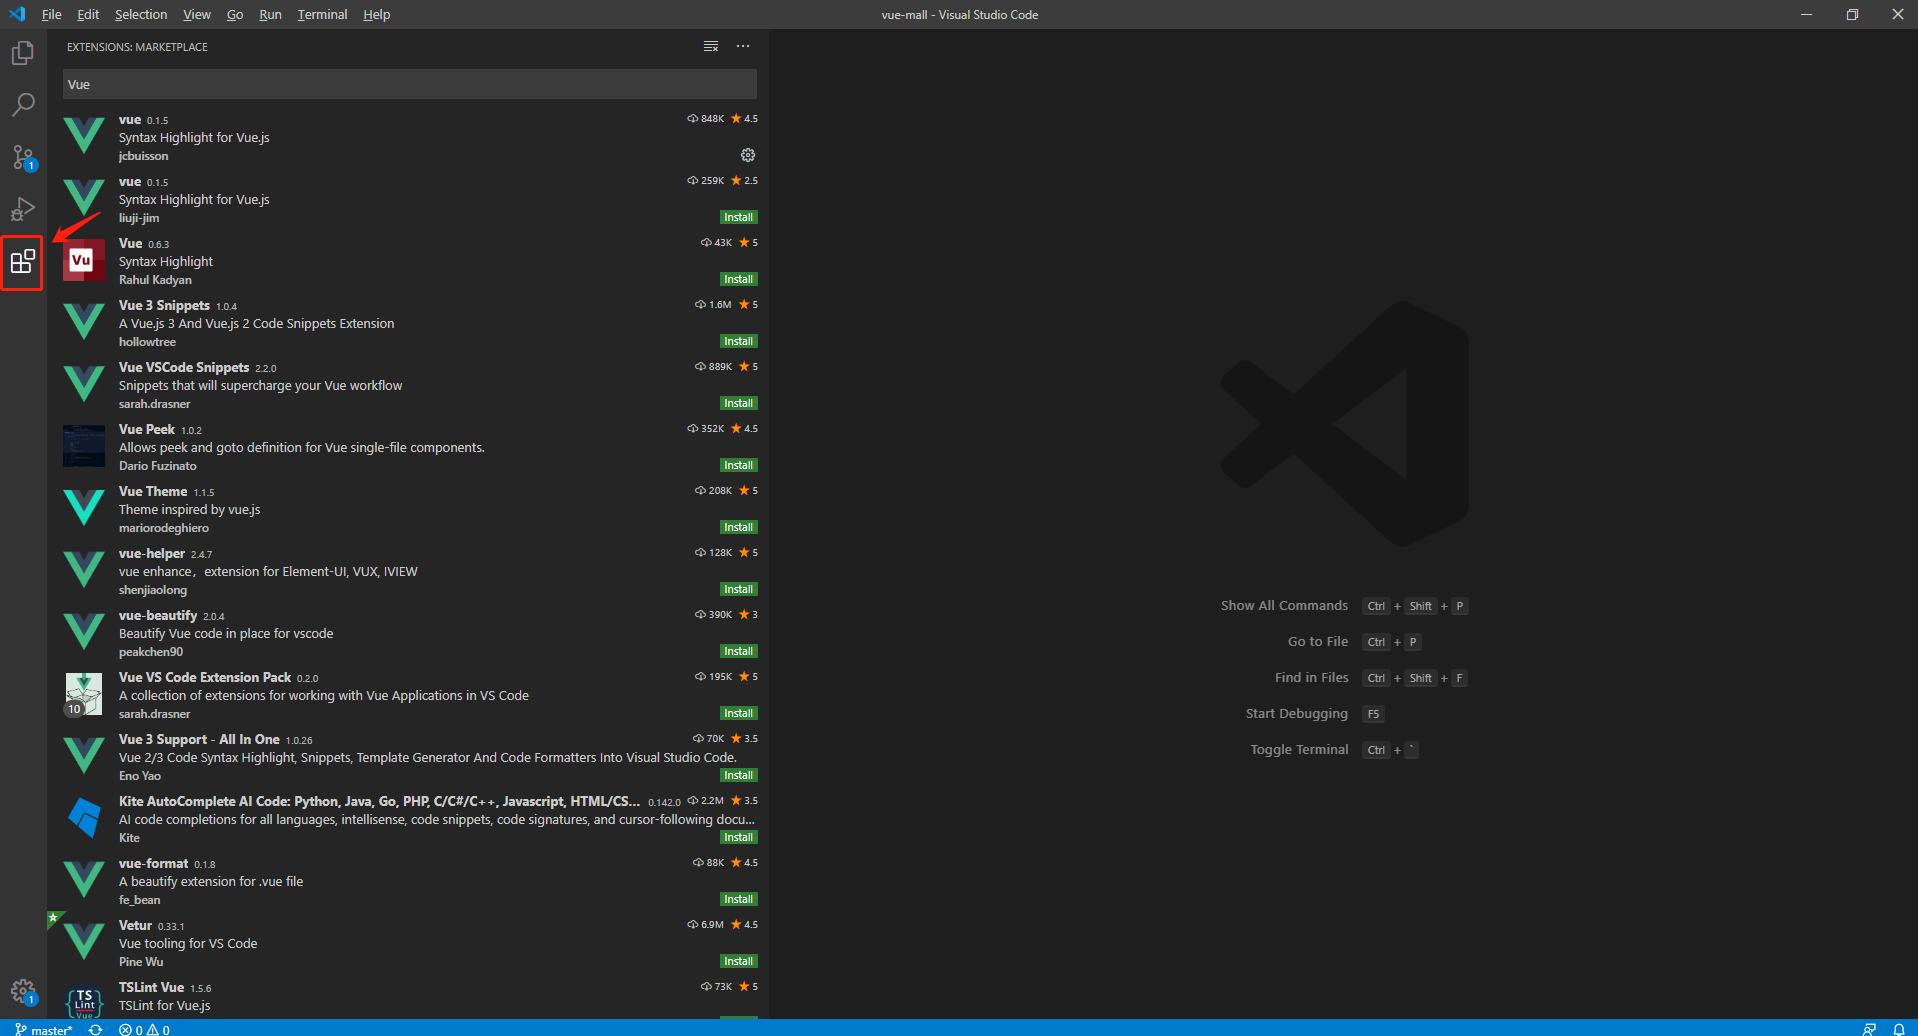 File Edit Selection View Go Run Terminal Help
vue-mall - Visual Studio Code
EXTENSIONS: MARKETPLACE
Vue
vue 0.1.5 848K 4.5
Syntax Highlight for Vue.js
jcbuisson
vue 0.1.5 259K 2.5
Syntax Highlight for Vue.js
liuji-jim Install
Vu
Vue 0.6.3 43K 5
Syntax Highlight
Rahul Kadyan Install
Vue 3 Snippets 1.0.4 1.6M 5
A Vue.js 3 And Vue.js 2 Code Snippets Extension
hollowtree Install
Vue VSCode Snippets 2.2.0 889K 5
Snippets that will supercharge your Vue workflow
sarah.drasner Install
Vue Peek 1.0.2 352K 4.5
Allows peek and goto definition for Vue single-file components.
Dario Fuzinato Install
Vue Theme 1.1.5 208K 5
Theme inspired by vue.js
mariorodeghiero Install
vue-helper 2.4.7 128K 5
vue enhance，extension for Element-UI, VUX, IVIEW
shenjiaolong Install
vue-beautify 2.0.4 390K 3
Beautify Vue code in place for vscode
peakchen90 Install
Vue VS Code Extension Pack 0.2.0 195K 5
A collection of extensions for working with Vue Applications in VS Code
10
sarah.drasner Install
Vue 3 Support - All In One 1.0.26 70K 3.5
Vue 2/3 Code Syntax Highlight, Snippets, Template Generator And Code Formatters Into Visual Studio Code.
Eno Yao Install
Kite AutoComplete AI Code: Python, Java, Go, PHP, C/C#/C++, Javascript, HTML/CS... 0.142.0 2.2M 3.5
AI code completions for all languages, intellisense, code snippets, code signatures, and cursor-following docu...
Kite Install
vue-format 0.1.8 88K 4.5
A beautify extension for .vue file
fe_bean Install
Vetur 0.33.1 6.9M 4.5
Vue tooling for VS Code
Pine Wu Install
TSLint Vue 1.5.6 73K 5
TSLint for Vue.js
TS
Lint
Vue
1
1
Show All Commands Ctrl + Shift + P
Go to File Ctrl + P
Find in Files Ctrl + Shift + F
Start Debugging F5
Toggle Terminal Ctrl + `
master* 0 0